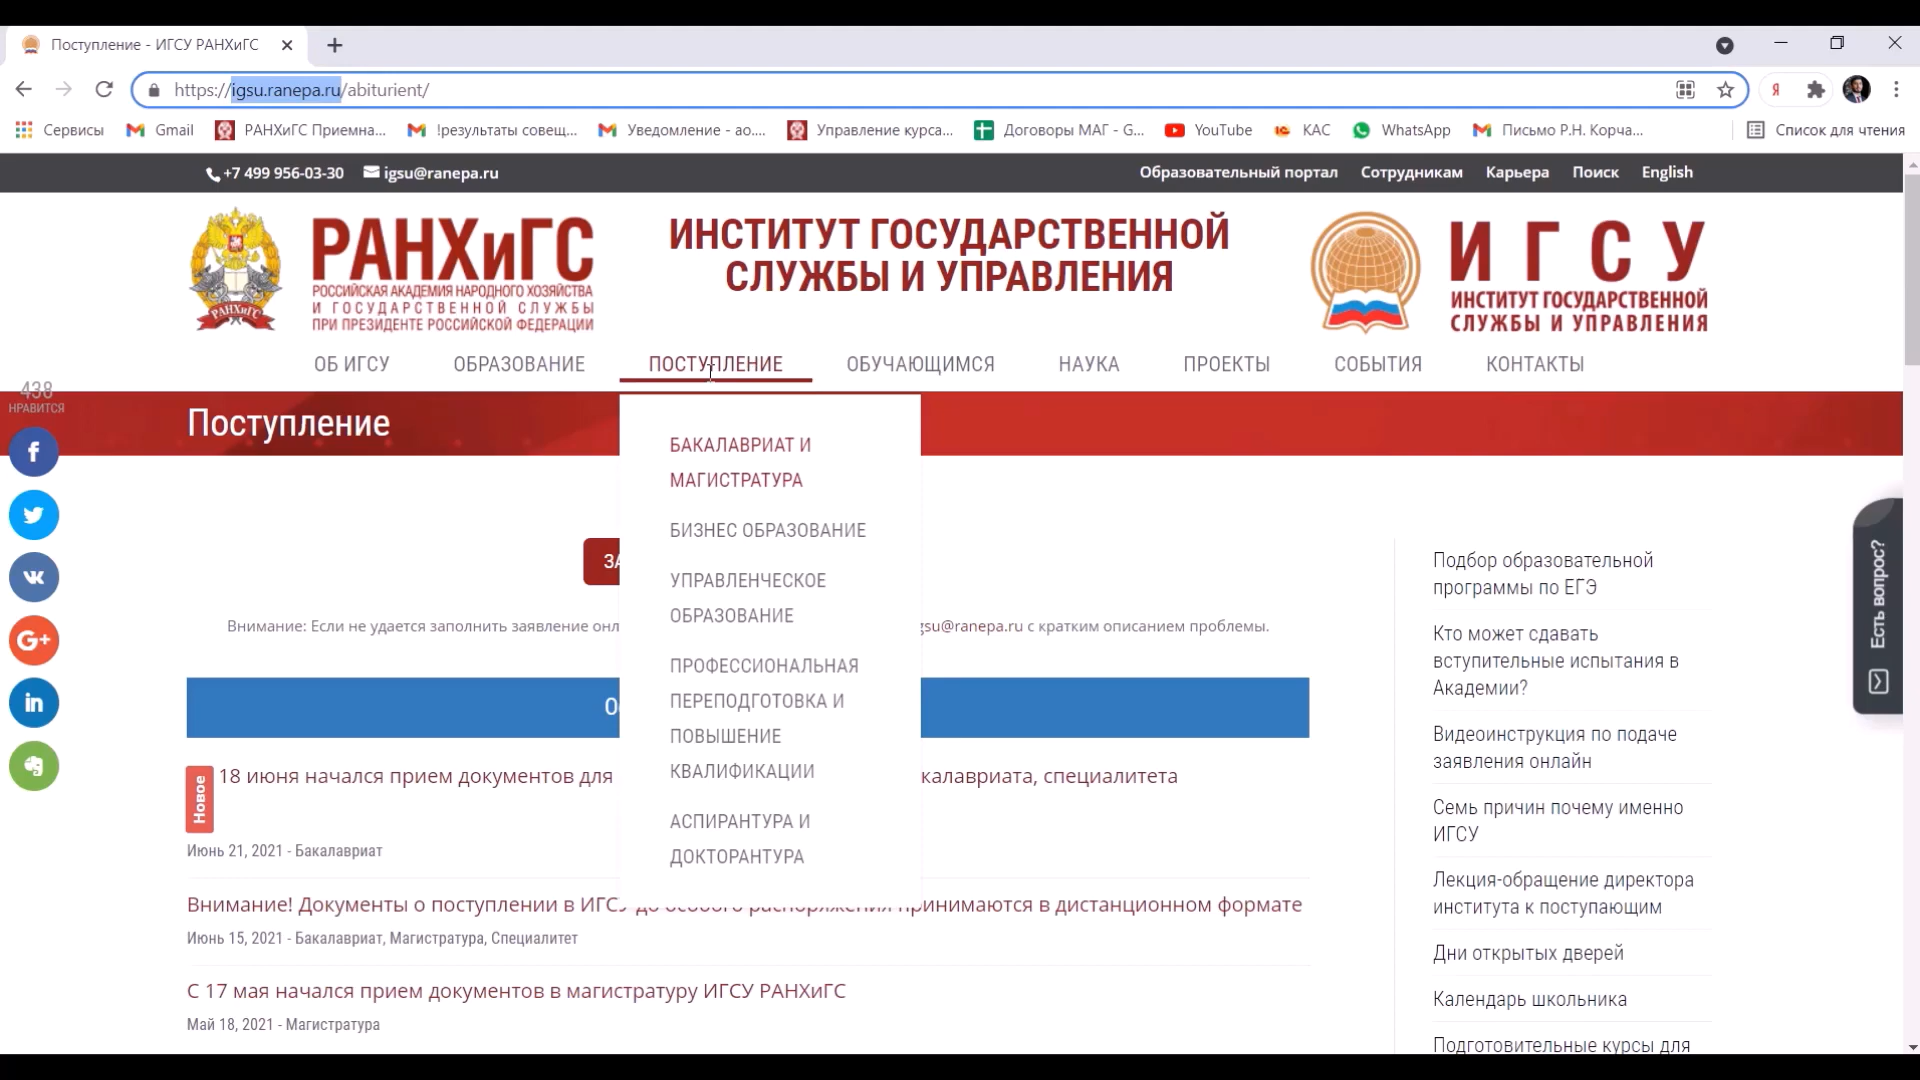 Поступление - ИГСУ РАНХиГС
https://igsu.ranepa.ru/abiturient/
Я
Сервисы
Gmail
РАНХиГС Приемна...
!результаты совещ...
Уведомление - ао....
Управление курса...
Договоры МАГ - G...
YouTube
КАС
WhatsApp
Письмо Р.Н. Корча...
Список для чтения
+7 499 956-03-30
igsu@ranepa.ru
Образовательный портал
Сотрудникам
Карьера
Поиск
English
РАНХиГС
РАНХиГС
РОССИЙСКАЯ АКАДЕМИЯ НАРОДНОГО ХОЗЯЙСТВА
И ГОСУДАРСТВЕННОЙ СЛУЖБЫ
ПРИ ПРЕЗИДЕНТЕ РОССИЙСКОЙ ФЕДЕРАЦИИ
ИНСТИТУТ ГОСУДАРСТВЕННОЙ
СЛУЖБЫ И УПРАВЛЕНИЯ
ИГСУ
ИНСТИТУТ ГОСУДАРСТВЕННОЙ
СЛУЖБЫ И УПРАВЛЕНИЯ
ОБ ИГСУ
ОБРАЗОВАНИЕ
ПОСТУПЛЕНИЕ
ОБУЧАЮЩИМСЯ
НАУКА
ПРОЕКТЫ
СОБЫТИЯ
КОНТАКТЫ
438
НРАВИТСЯ
Поступление
БАКАЛАВРИАТ И
МАГИСТРАТУРА
БИЗНЕС ОБРАЗОВАНИЕ
УПРАВЛЕНЧЕСКОЕ
ОБРАЗОВАНИЕ
ПРОФЕССИОНАЛЬНАЯ
ПЕРЕПОДГОТОВКА И
ПОВЫШЕНИЕ
КВАЛИФИКАЦИИ
АСПИРАНТУРА И
ДОКТОРАНТУРА
Внимание: Если не удается заполнить заявление онл
gsu@ranepa.ru с кратким описанием проблемы.
Новое
18 июня начался прием документов для
калавриата, специалитета
Июнь 21, 2021 - Бакалавриат
Внимание! Документы о поступлении в ИГСУ до особого распоряжения принимаются в дистанционном формате
Июнь 15, 2021 - Бакалавриат, Магистратура, Специалитет
С 17 мая начался прием документов в магистратуру ИГСУ РАНХиГС
Май 18, 2021 - Магистратура
Подбор образовательной
программы по ЕГЭ
Кто может сдавать
вступительные испытания в
Академии?
Видеоинструкция по подаче
заявления онлайн
Семь причин почему именно
ИГСУ
Лекция-обращение директора
института к поступающим
Дни открытых дверей
Календарь школьника
Подготовительные курсы для
Есть вопрос?